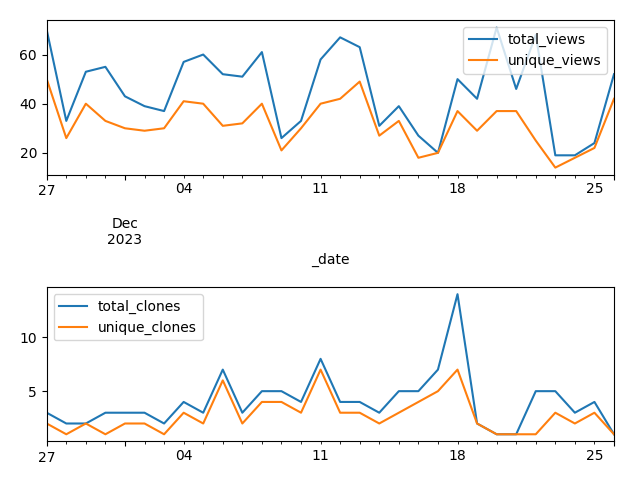 60
40
20
total_views
unique_views
27
04
11
18
25
Dec
2023
_date
10
5
total_clones
unique_clones
27
04
11
18
25